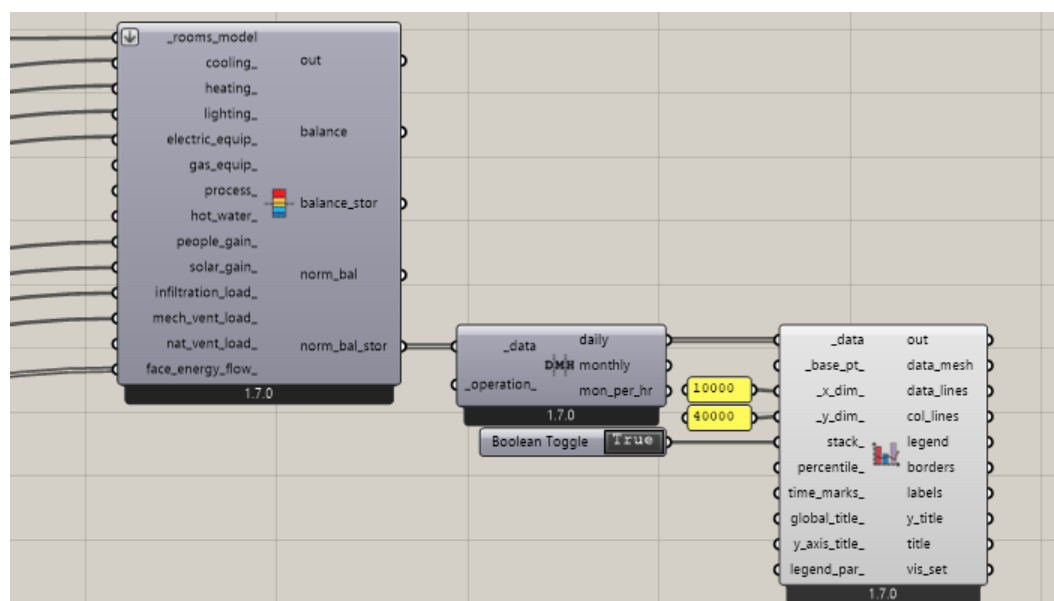 _rooms_model
cooling_
heating_
lighting_
electric_equip_
gas_equip_
process_
hot_water_
people_gain_
solar_gain_
infiltration_load_
mech_vent_load_
nat_vent_load_
face_energy_flow_
out
balance
balance_stor
norm_bal
norm_bal_stor
1.7.0
_data
_operation_
DMH
daily
monthly
mon_per_hr
1.7.0
10000
40000
Boolean Toggle True
_data
_base_pt_
_x_dim_
_y_dim_
stack_
percentile_
time_marks_
global_title_
y_axis_title_
legend_par_
out
data_mesh
data_lines
col_lines
legend
borders
labels
y_title
title
vis_set
1.7.0